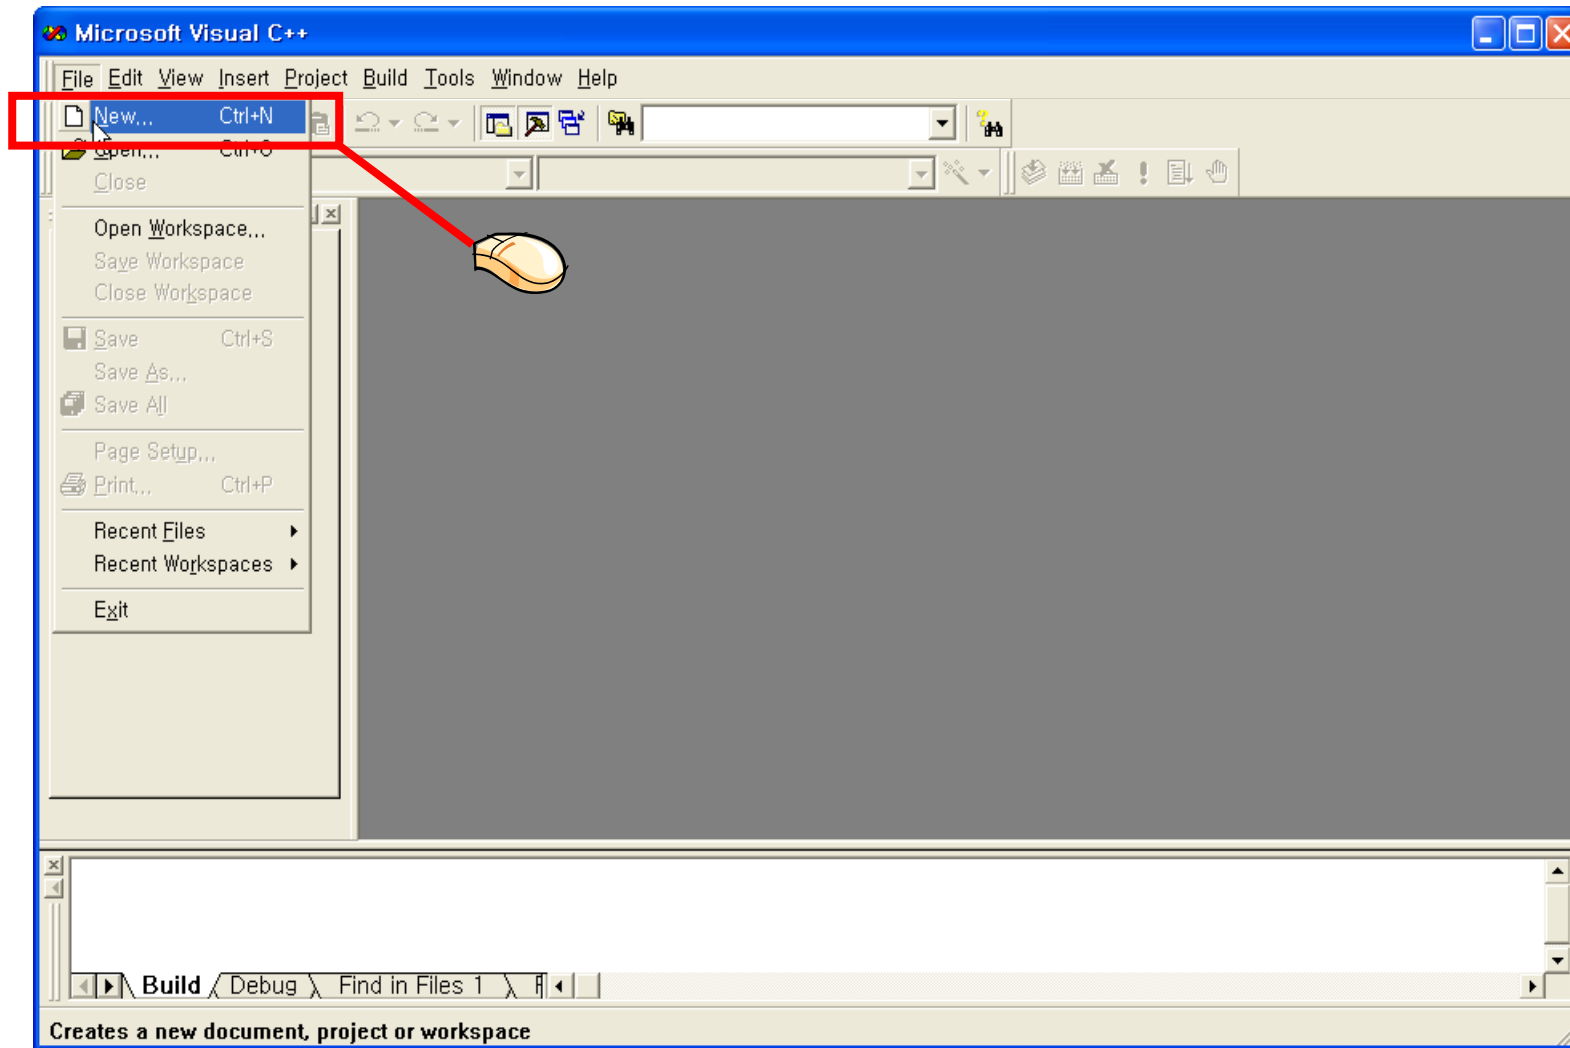 Microsoft Visual C++
File Edit View Insert Project Build Tools Window Help
New... Ctrl+N
Open... Ctrl+O
Close
Open Workspace...
Save Workspace
Close Workspace
Save Ctrl+S
Save As...
Save All
Page Setup...
Print... Ctrl+P
Recent Files
Recent Workspaces
Exit
Build Debug Find in Files 1
Creates a new document, project or workspace